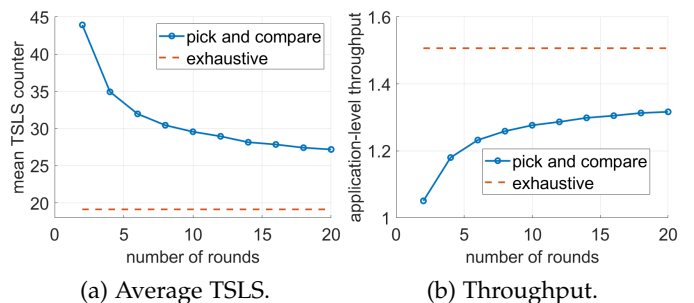 45
40
35
30
25
20
mean TSLS counter
pick and compare
exhaustive
0 5 10 15 20
number of rounds
(a) Average TSLS.
1.6
1.4
1.2
1
application-level throughput
pick and compare
exhaustive
0 5 10 15 20
number of rounds
(b) Throughput.